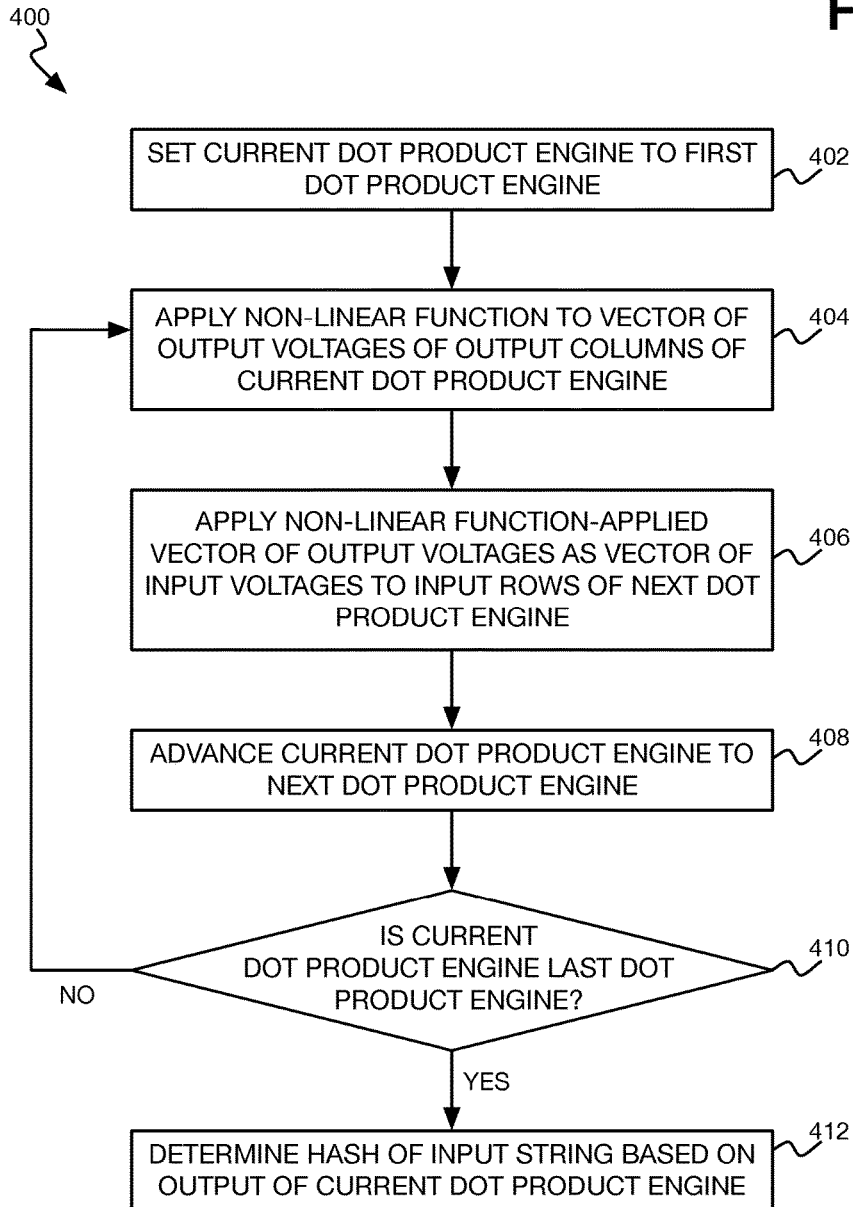 400
F
SET CURRENT DOT PRODUCT ENGINE TO FIRST
DOT PRODUCT ENGINE
402
APPLY NON-LINEAR FUNCTION TO VECTOR OF
OUTPUT VOLTAGES OF OUTPUT COLUMNS OF
CURRENT DOT PRODUCT ENGINE
404
APPLY NON-LINEAR FUNCTION-APPLIED
VECTOR OF OUTPUT VOLTAGES AS VECTOR OF
INPUT VOLTAGES TO INPUT ROWS OF NEXT DOT
PRODUCT ENGINE
406
ADVANCE CURRENT DOT PRODUCT ENGINE TO
NEXT DOT PRODUCT ENGINE
408
IS CURRENT
DOT PRODUCT ENGINE LAST DOT
PRODUCT ENGINE?
410
NO
YES
DETERMINE HASH OF INPUT STRING BASED ON
OUTPUT OF CURRENT DOT PRODUCT ENGINE
412